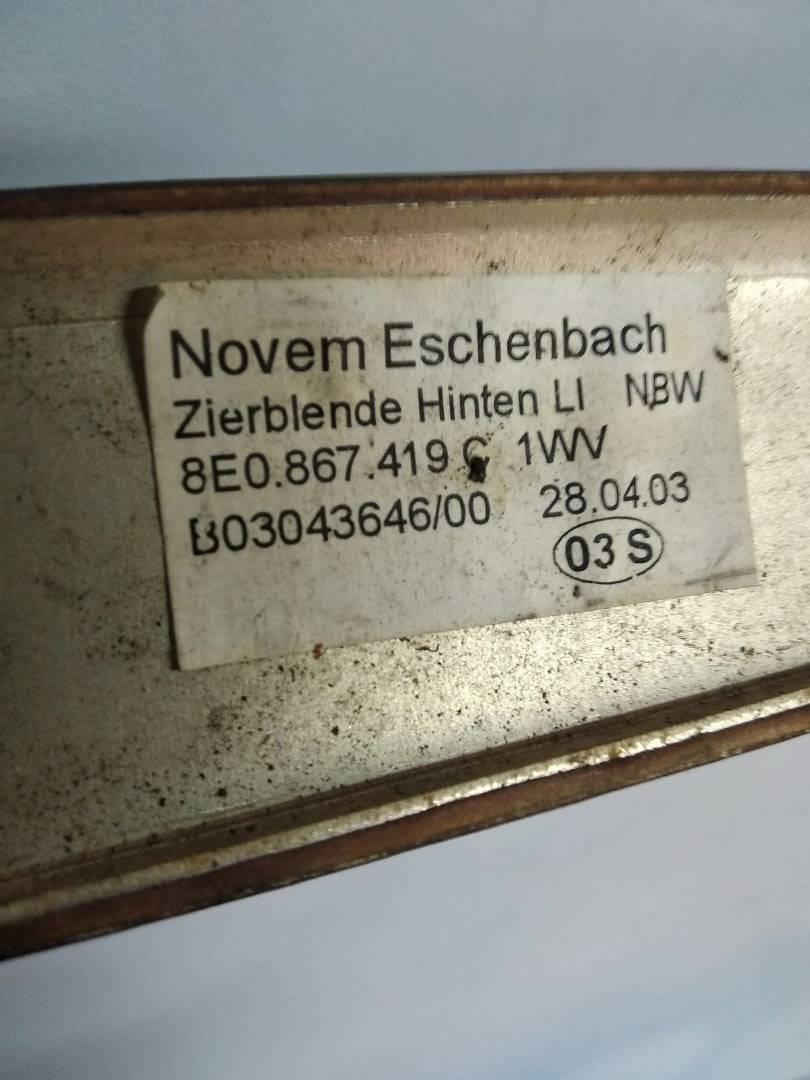 Novem Eschenbach
Zierblende Hinten LI NBW
8E0.867.419 C 1WV
B03043646/00 28.04.03
03 S